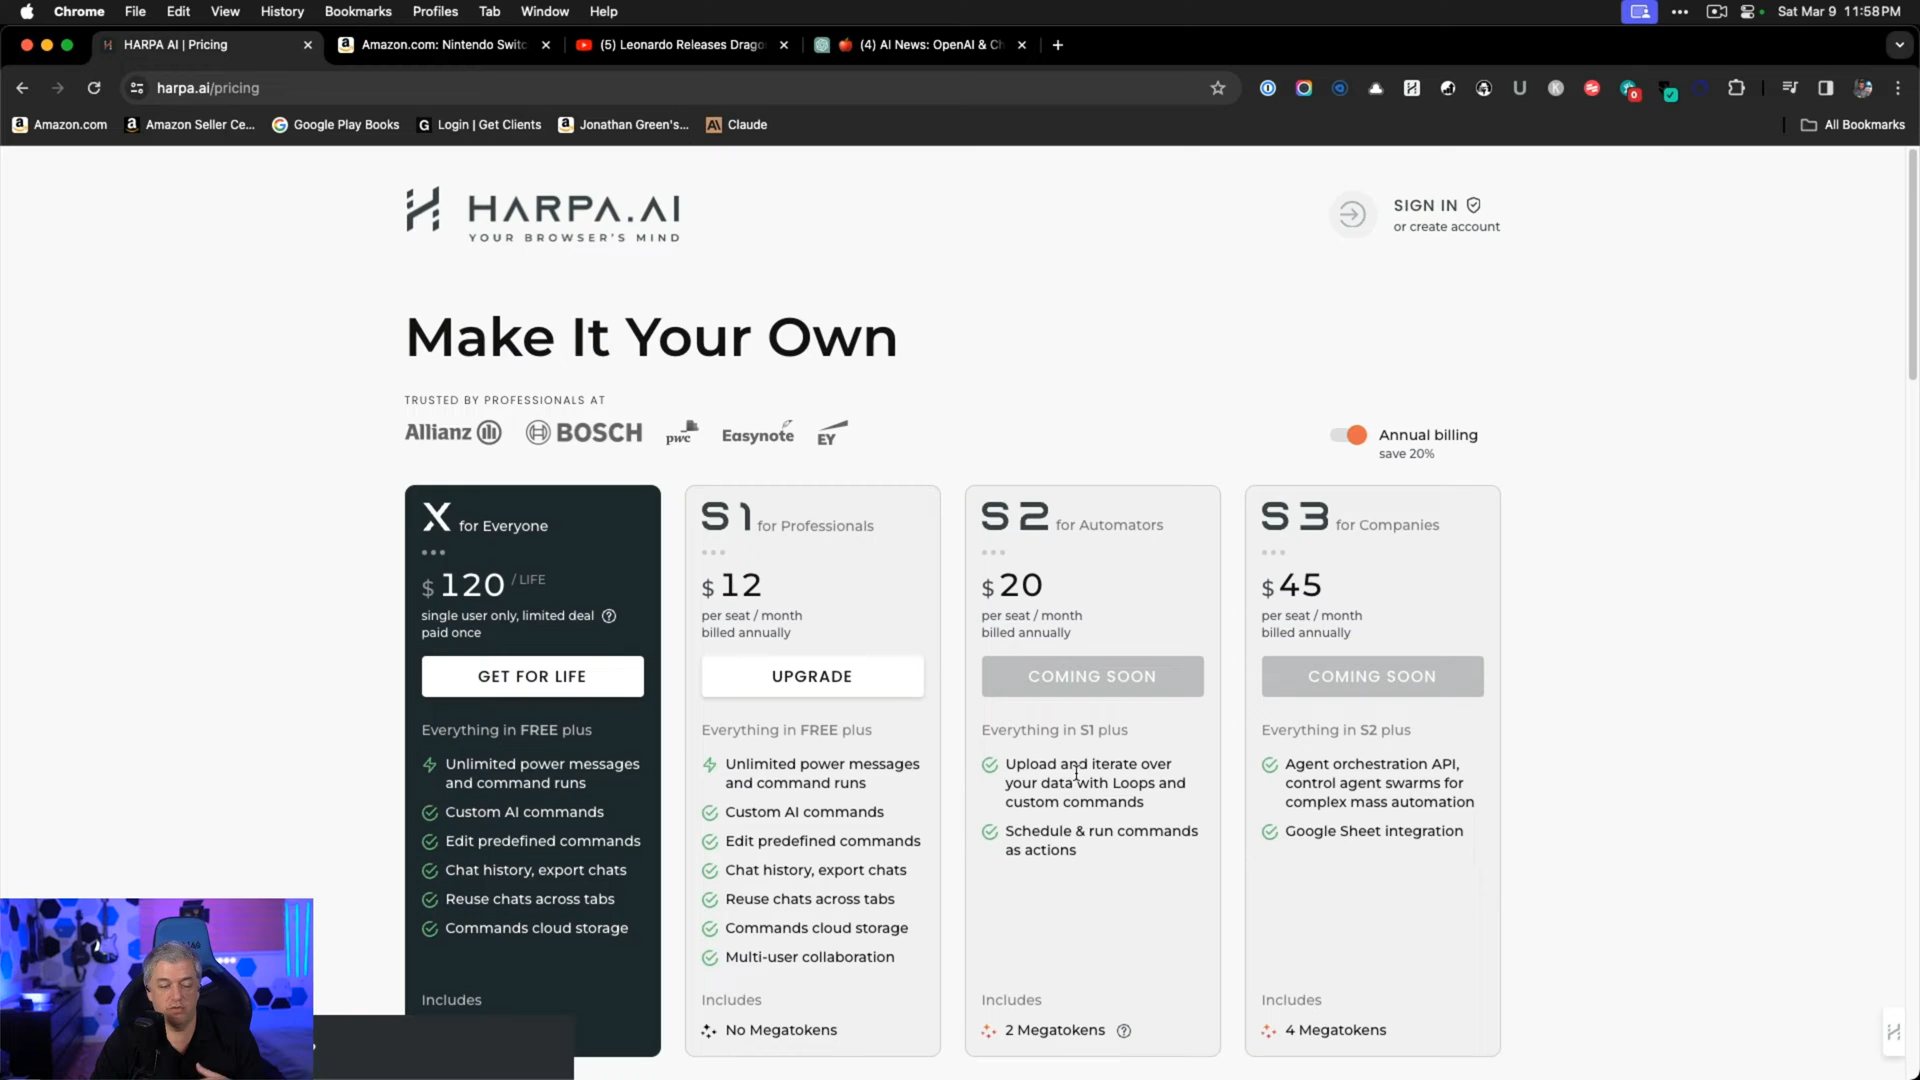 Chrome File Edit View History Bookmarks Profiles Tab Window Help
Sat Mar 9 11:58 PM
HARPA AI | Pricing
Amazon.com: Nintendo Switc
(5) Leonardo Releases Drago
(4) AI News: OpenAI & Ch
harpa.ai/pricing
0
Amazon.com
Amazon Seller Ce...
Google Play Books
Login | Get Clients
Jonathan Green's...
Claude
All Bookmarks
HARPA.AI
YOUR BROWSER'S MIND
SIGN IN
or create account
Make It Your Own
TRUSTED BY PROFESSIONALS AT
Allianz BOSCH pwc Easynote EY
Annual billing
save 20%
X for Everyone
$ 120 / LIFE
single user only, limited deal
paid once
GET FOR LIFE
Everything in FREE plus
Unlimited power messages
and command runs
Custom AI commands
Edit predefined commands
Chat history, export chats
Reuse chats across tabs
Commands cloud storage
Includes
S1 for Professionals
$ 12
per seat / month
billed annually
UPGRADE
Everything in FREE plus
Unlimited power messages
and command runs
Custom AI commands
Edit predefined commands
Chat history, export chats
Reuse chats across tabs
Commands cloud storage
Multi-user collaboration
Includes
No Megatokens
S2 for Automators
$ 20
per seat / month
billed annually
COMING SOON
Everything in S1 plus
Upload and iterate over
your data with Loops and
custom commands
Schedule & run commands
as actions
Includes
2 Megatokens
S3 for Companies
$ 45
per seat / month
billed annually
COMING SOON
Everything in S2 plus
Agent orchestration API,
control agent swarms for
complex mass automation
Google Sheet integration
Includes
4 Megatokens